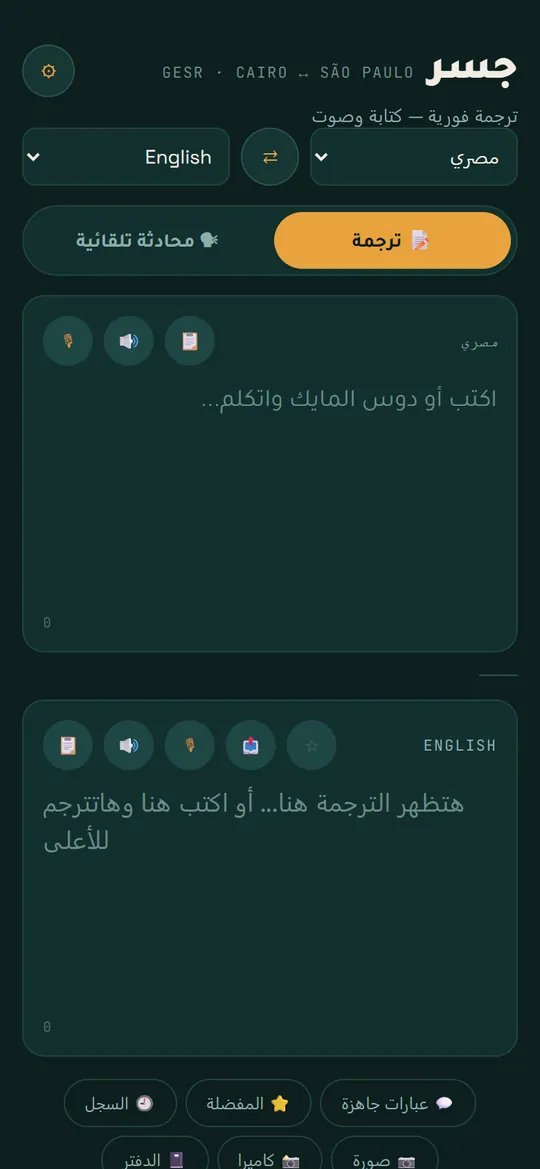 جسر GESR · CAIRO ↔ SÃO PAULO
ترجمة فورية — كتابة وصوت
مصري ⇄ English
📝 ترجمة 🗣 محادثة تلقائية
مصري
اكتب أو دوس المايك واتكلم...
0
ENGLISH
هتظهر الترجمة هنا... أو اكتب هنا وهاتترجم
للأعلى
0
💬 عبارات جاهزة ⭐ المفضلة 🕘 السجل
📷 صورة 📸 كاميرا 📓 الدفتر